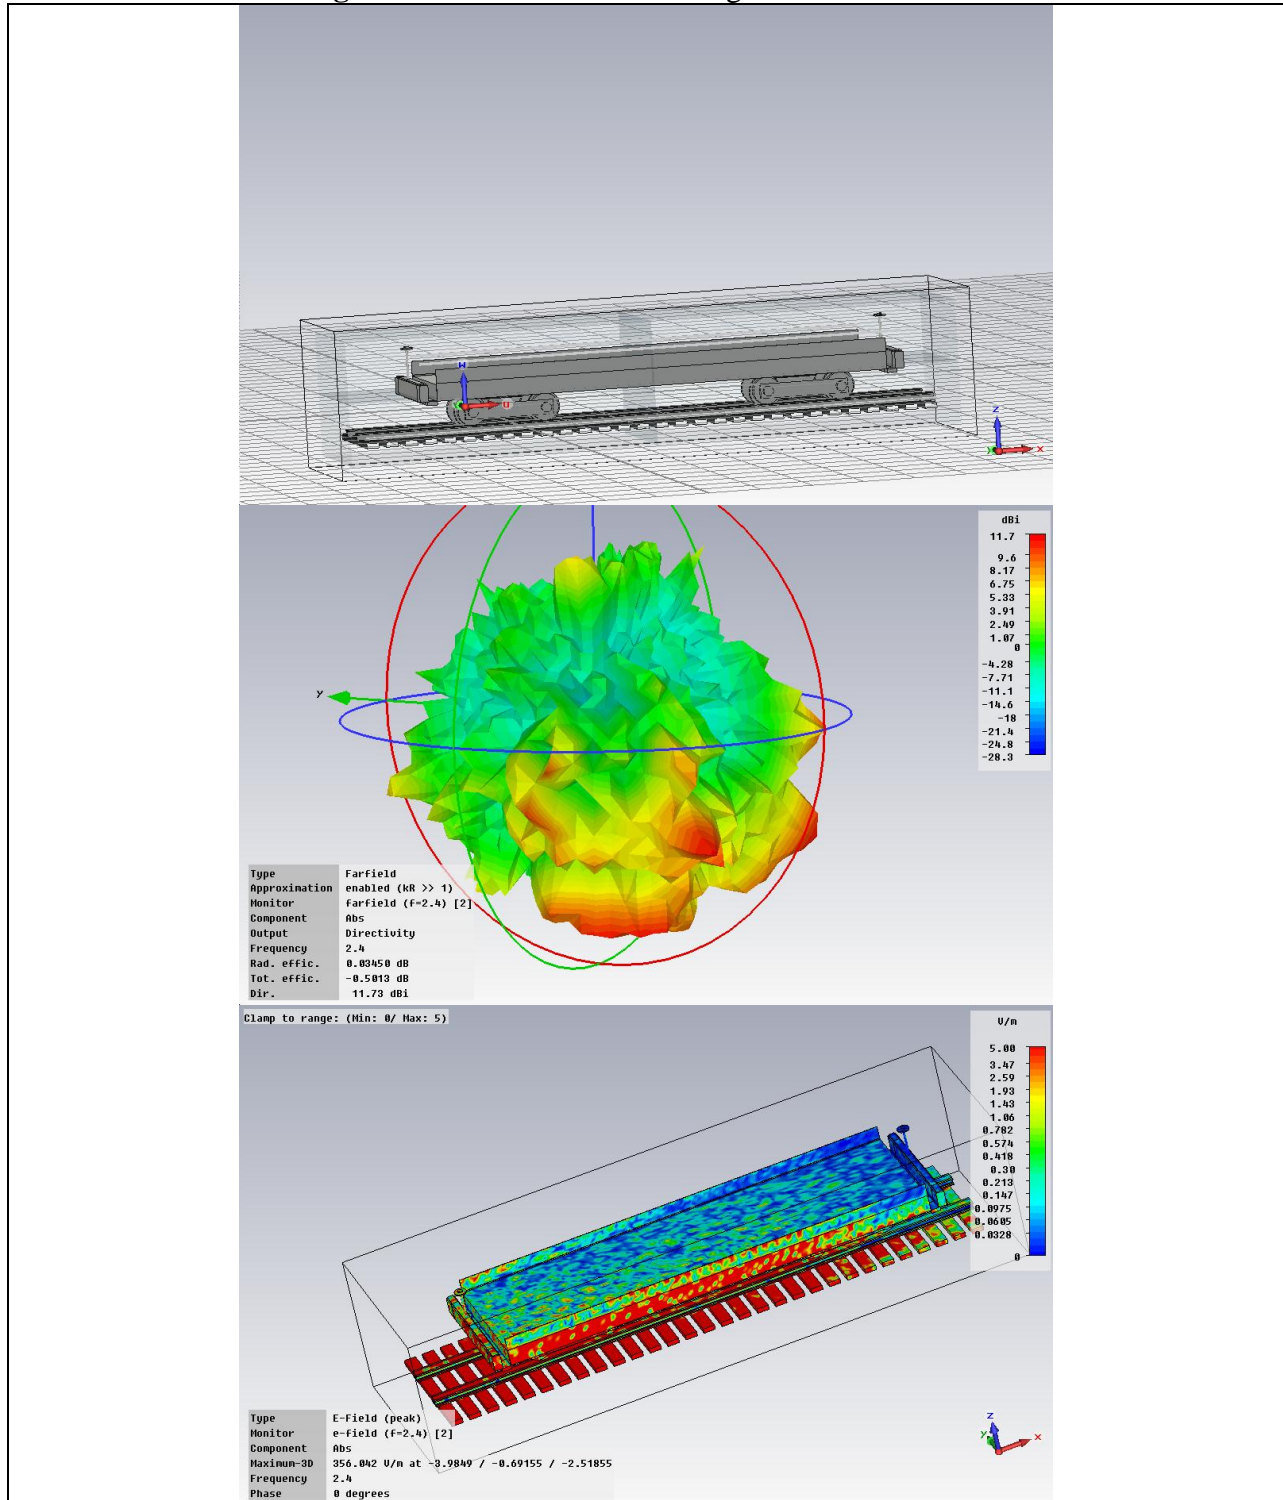 w
u
z
x
dBi
11.7
9.6
8.17
6.75
5.33
3.91
2.49
1.07
0
-4.28
-7.71
-11.1
-14.6
-18
-21.4
-24.8
-28.3
y
Type Farfield
Approximation enabled (kR >> 1)
Monitor farfield (f=2.4) [2]
Component Abs
Output Directivity
Frequency 2.4
Rad. effic. 0.03450 dB
Tot. effic. -0.5013 dB
Dir. 11.73 dBi
Clamp to range: (Min: 0/ Max: 5)
V/m
5.00
3.47
2.59
1.93
1.43
1.06
0.782
0.574
0.418
0.30
0.213
0.147
0.0975
0.0605
0.0328
0
Type E-Field (peak)
Monitor e-field (f=2.4) [2]
Component Abs
Maximum-3D 356.042 V/m at -3.9849 / -0.69155 / -2.51855
Frequency 2.4
Phase 0 degrees
z
y
x